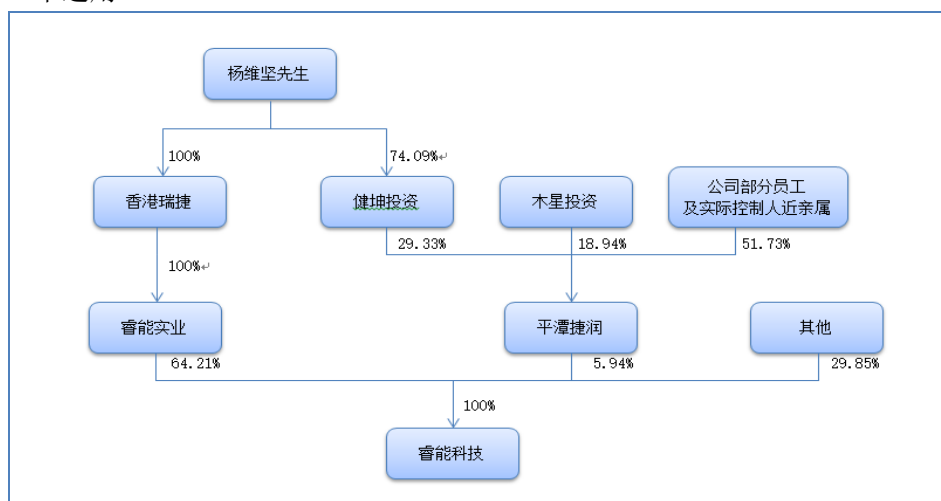 杨维坚先生
100%
74.09%
香港瑞捷
健坤投资
木星投资
公司部分员工
及实际控制人近亲属
29.33%
18.94%
51.73%
100%
睿能实业
平潭捷润
其他
64.21%
5.94%
29.85%
100%
睿能科技